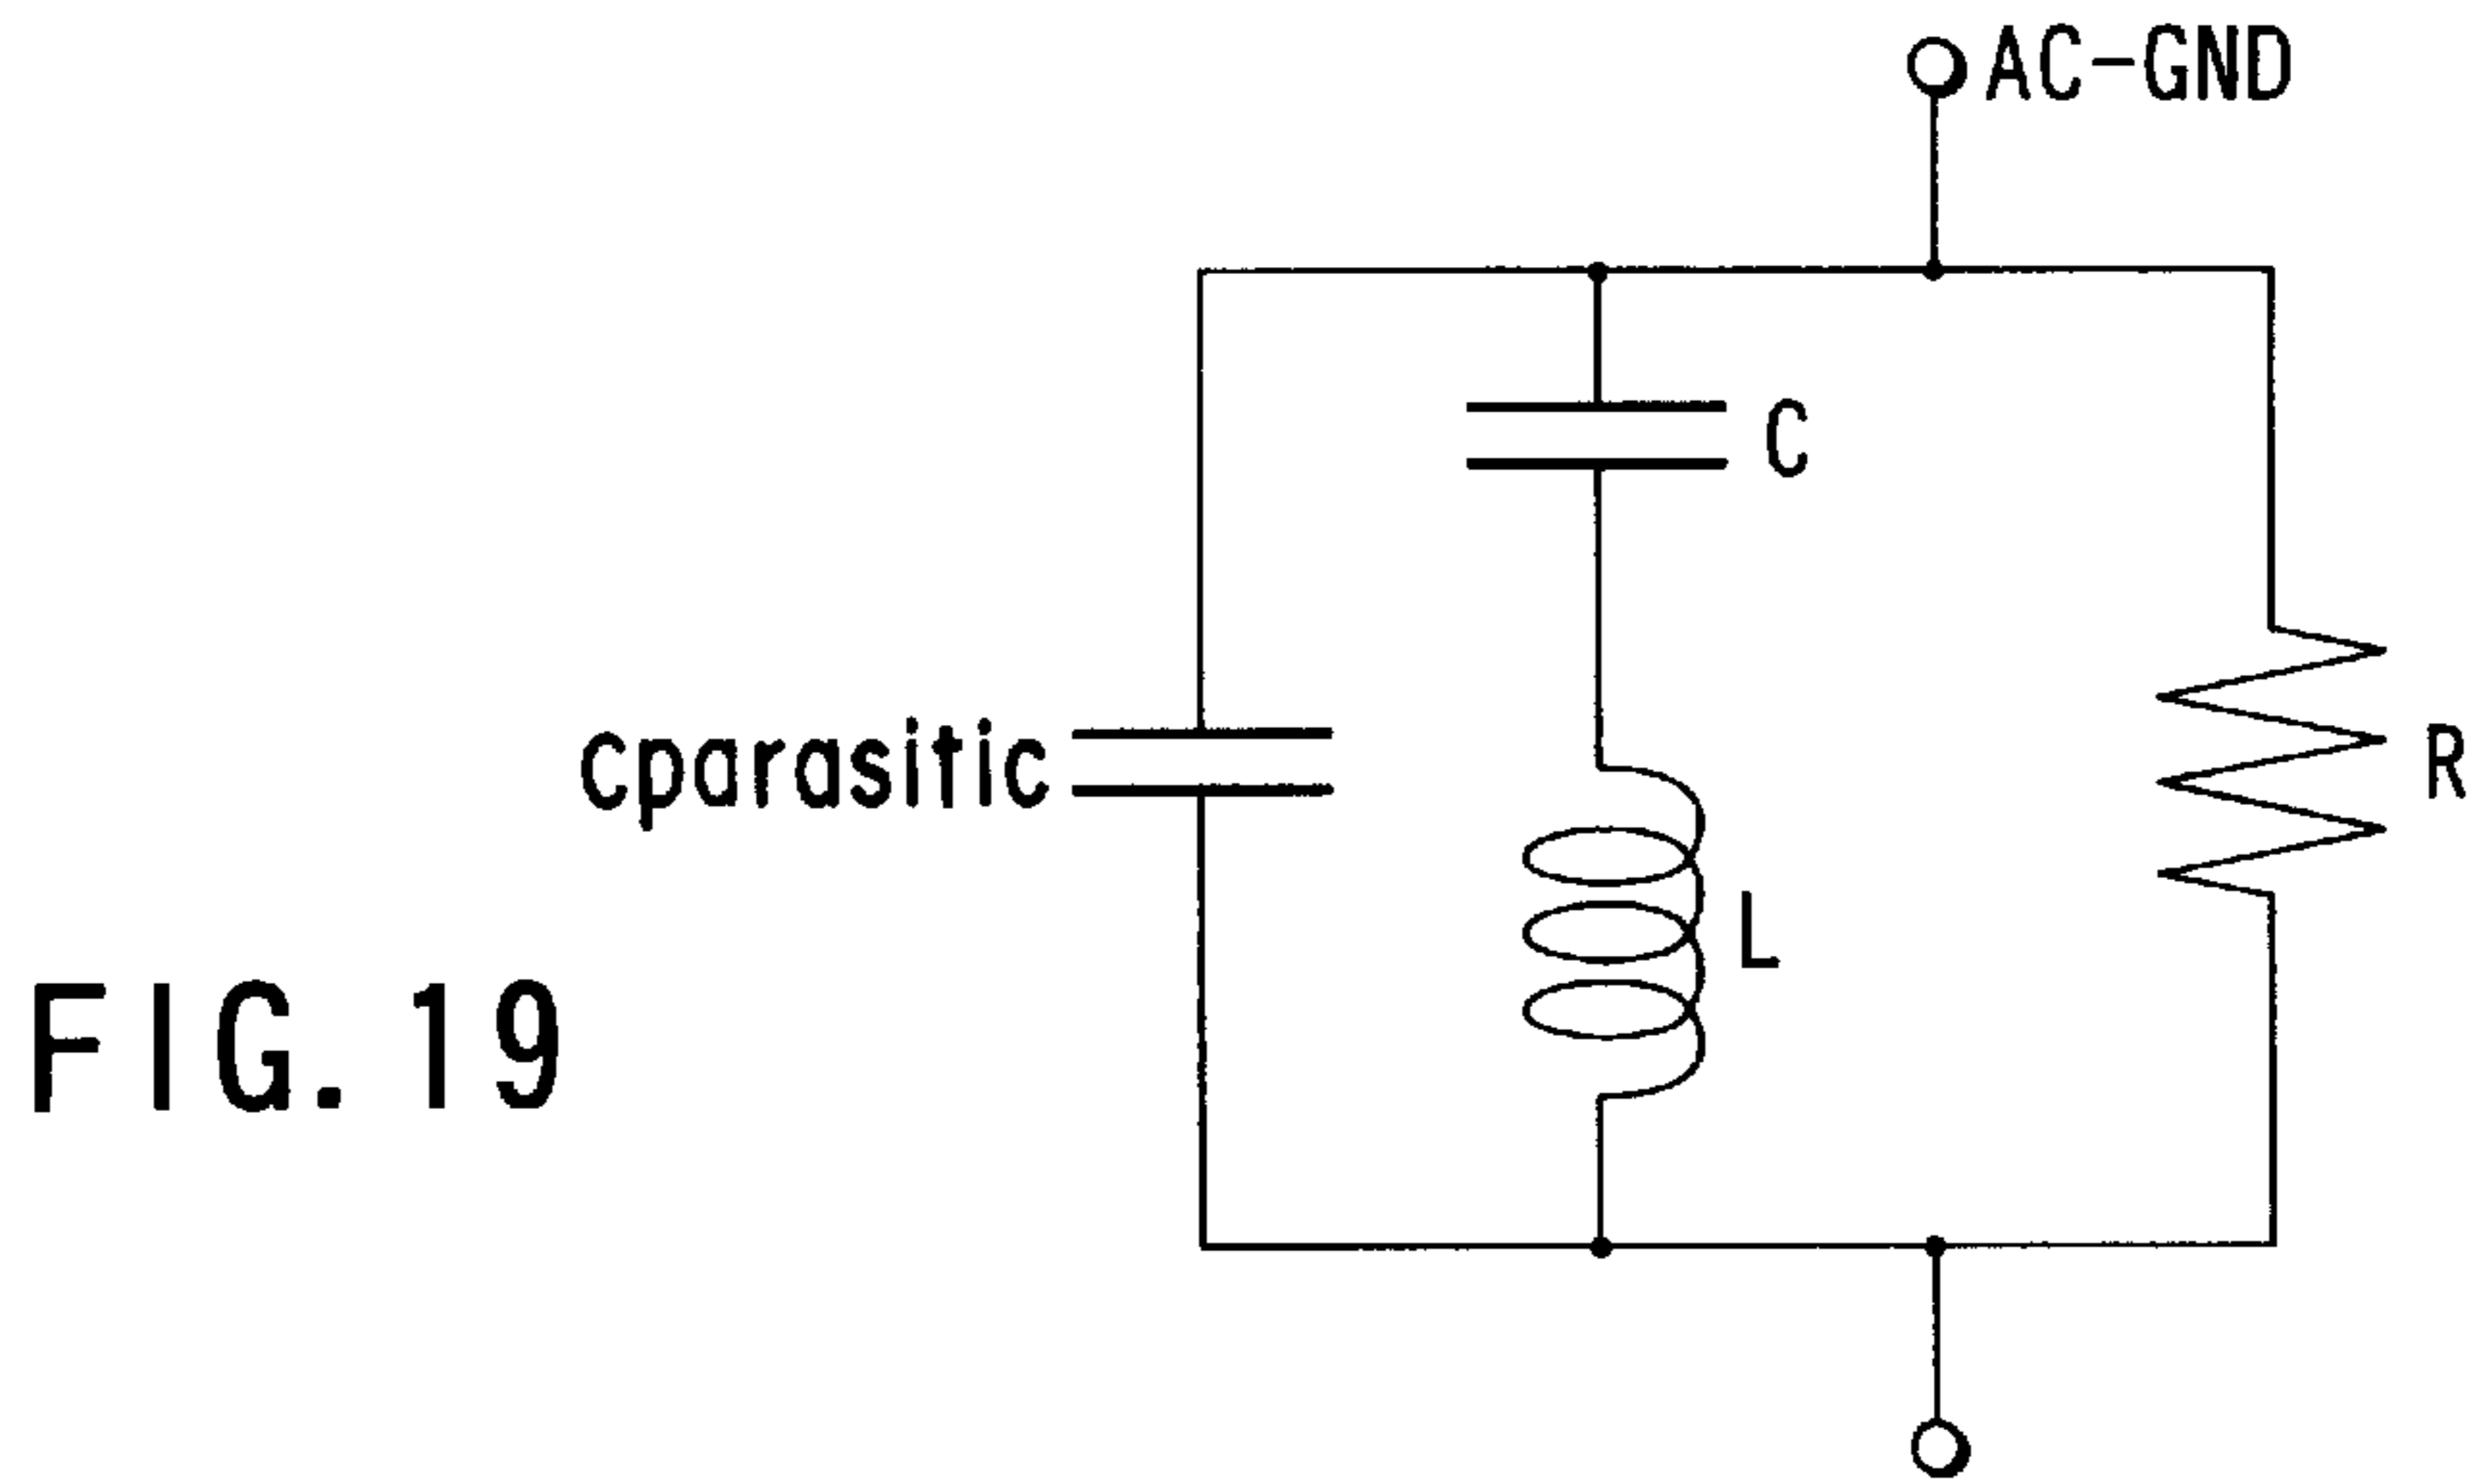 AC-GND
C
cparasitic
R
L
FIG. 19